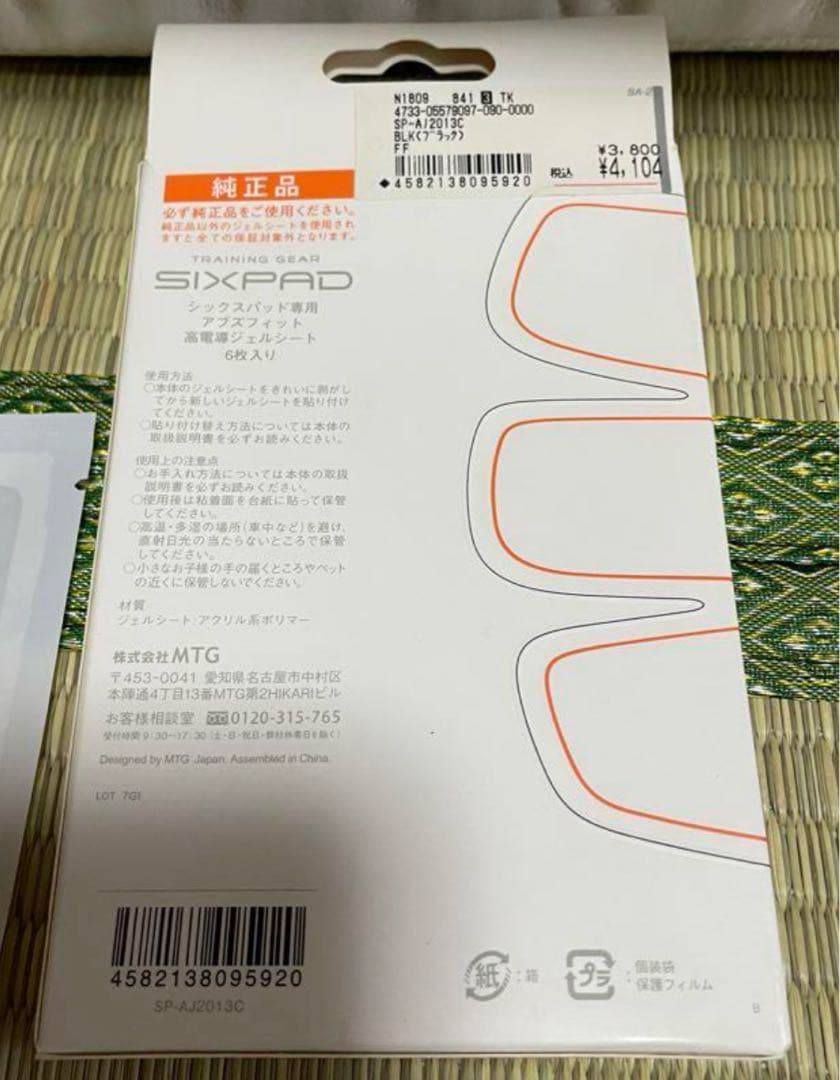 N1809 841 3 TK
4733-05579097-090-0000
SP-AJ2013C
BLK(ブラック)
FF
¥3,800
税込 ¥4,104
◆4582138095920
SA-2
純正品
必ず純正品をご使用ください。
純正品以外のジェルシートを使用され
ますと全ての保証対象外となります。
TRAINING GEAR
SIXPAD
シックスパッド専用
アブズフィット
高電導ジェルシート
6枚入り
使用方法
○本体のジェルシートをきれいに剥がし
てから新しいジェルシートを貼り付け
てください。
○貼り付け替え方法については本体の
取扱説明書を必ずお読みください。
使用上の注意点
○お手入れ方法については本体の取扱
説明書を必ずお読みください。
○使用後は粘着面を台紙に貼って保管
してください。
○高温・多湿の場所(車中など)を避け、
直射日光の当たらないところで保管
してください。
○小さなお子様の手の届くところやペット
の近くに保管しないでください。
材質
ジェルシート:アクリル系ポリマー
株式会社MTG
〒453-0041 愛知県名古屋市中村区
本陣通4丁目13番MTG第2HIKARIビル
お客様相談室 0120-315-765
受付時間 9:30〜17:30 (土・日・祝日・弊社休業日を除く)
Designed by MTG Japan. Assembled in China.
LOT 7GI
4582138095920
SP-AJ2013C
紙 : 箱
プラ : 個装袋
保護フィルム
B